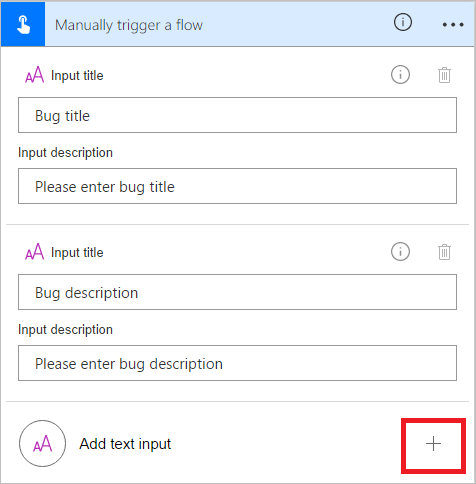 Manually trigger a flow
Input title
Bug title
Input description
Please enter bug title
Input title
Bug description
Input description
Please enter bug description
Add text input